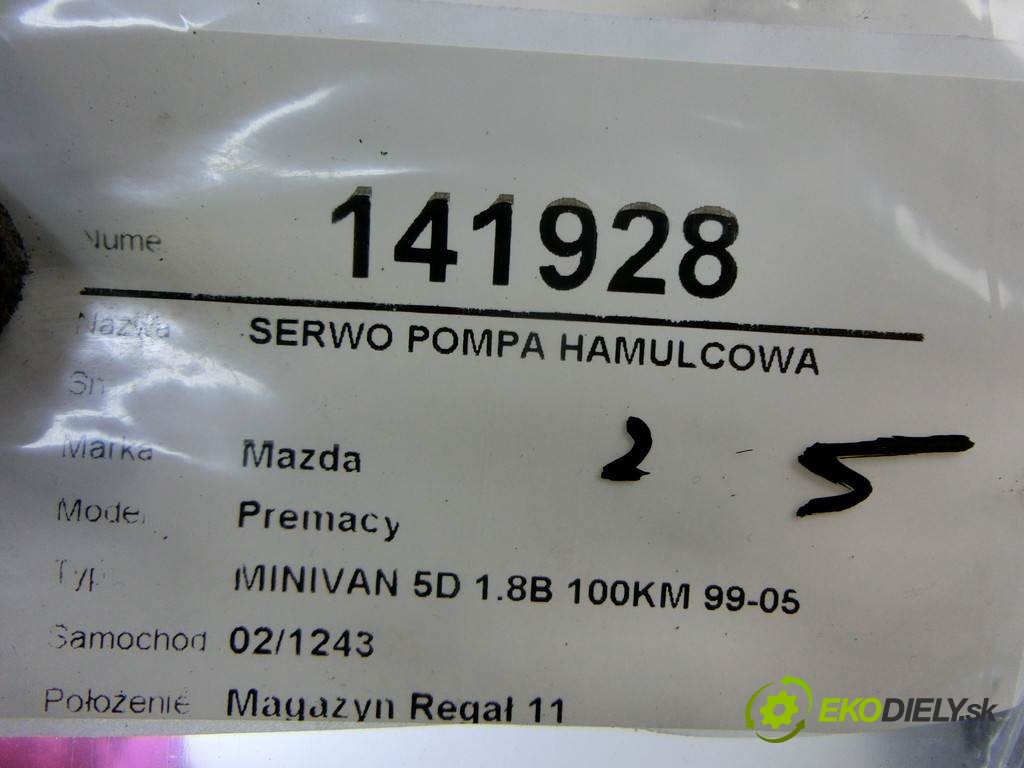 Nume 141928
Nazwa SERWO POMPA HAMULCOWA
Sn
Marka Mazda 2 5
Model Premacy
Typ MINIVAN 5D 1.8B 100KM 99-05
Samochod 02/1243
Położenie Magazyn Regał 11
EKODIELY.sk